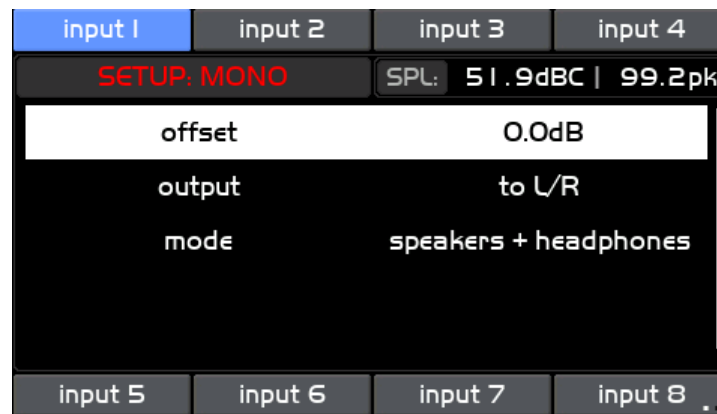 input 1 input 2 input 3 input 4
SETUP: MONO SPL: 51.9dBC | 99.2pk
offset 0.0dB
output to L/R
mode speakers + headphones
input 5 input 6 input 7 input 8